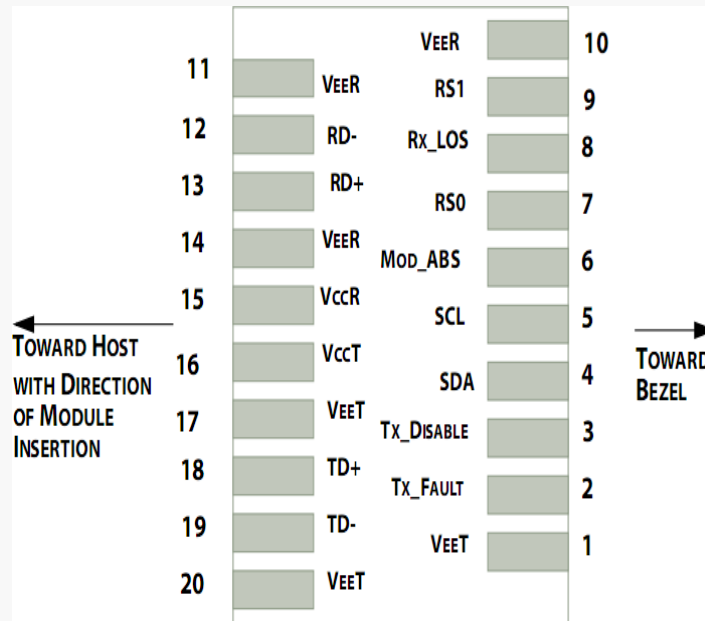 11 VEER
12 RD-
13 RD+
14 VEER
15 VCCR
16 VCCT
17 VEET
18 TD+
19 TD-
20 VEET
TOWARD HOST
WITH DIRECTION
OF MODULE
INSERTION
VEER 10
RS1 9
RX_LOS 8
RS0 7
MOD_ABS 6
SCL 5
SDA 4
TX_DISABLE 3
TX_FAULT 2
VEET 1
TOWARD
BEZEL